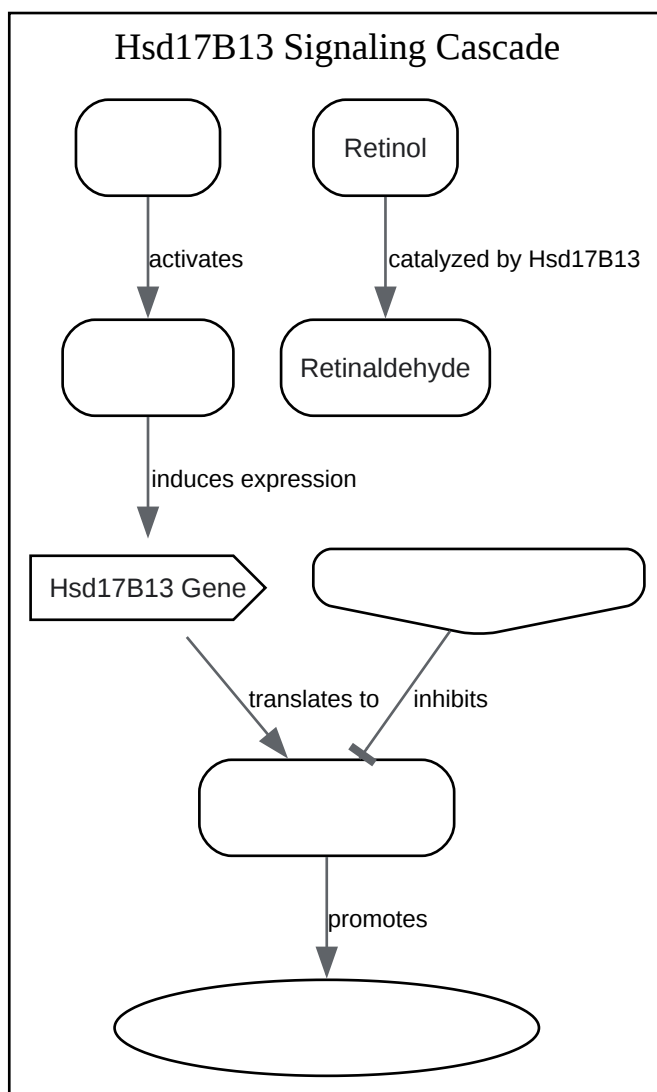 Hsd17B13 Signaling Cascade
Retinol
activates
catalyzed by Hsd17B13
Retinaldehyde
induces expression
Hsd17B13 Gene
translates to
inhibits
promotes